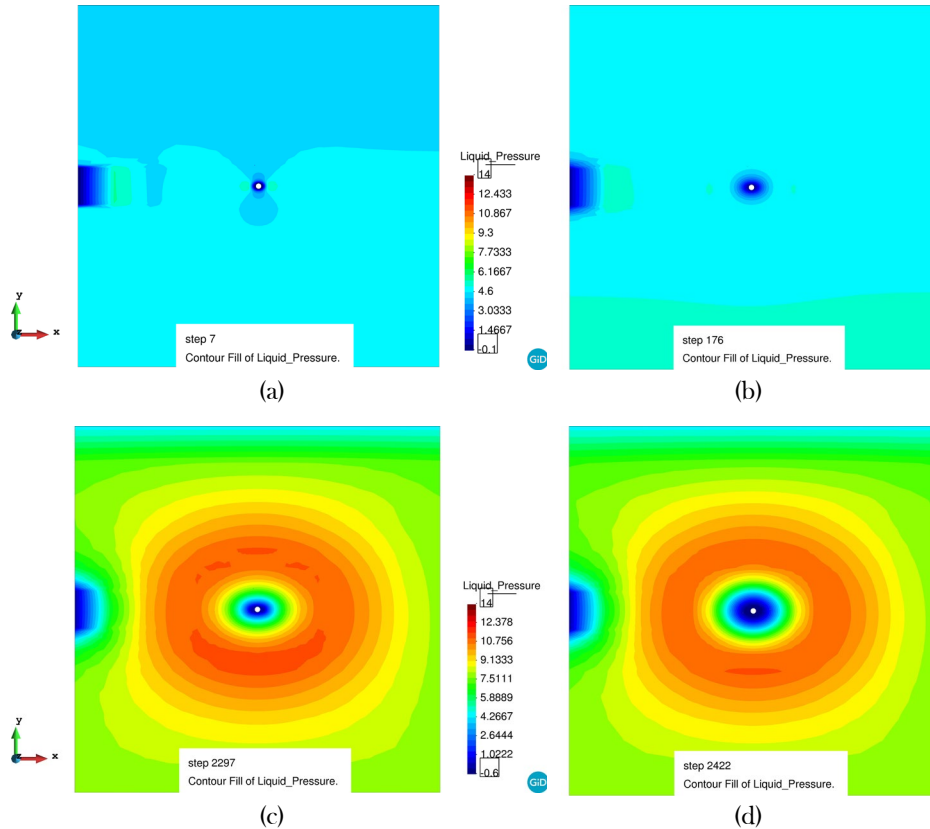 Liquid_Pressure
14
12.433
10.867
9.3
7.7333
6.1667
4.6
3.0333
1.4667
-0.1
y
x
step 7
Contour Fill of Liquid_Pressure.
GiD
step 176
Contour Fill of Liquid_Pressure.
(a)
(b)
Liquid_Pressure
14
12.378
10.756
9.1333
7.5111
5.8889
4.2667
2.6444
1.0222
-0.6
y
x
step 2297
Contour Fill of Liquid_Pressure.
GiD
step 2422
Contour Fill of Liquid_Pressure.
(c)
(d)